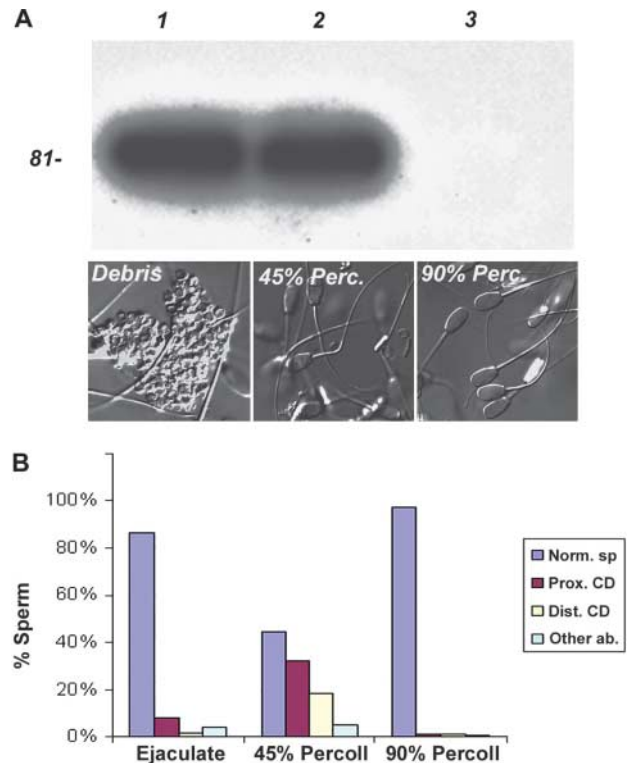 A
1 2 3
81-
Debris 45% Perc. 90% Perc.
B
100%
80%
60%
40%
20%
0%
% Sperm
Ejaculate 45% Percoll 90% Percoll
Norm. sp
Prox. CD
Dist. CD
Other ab.